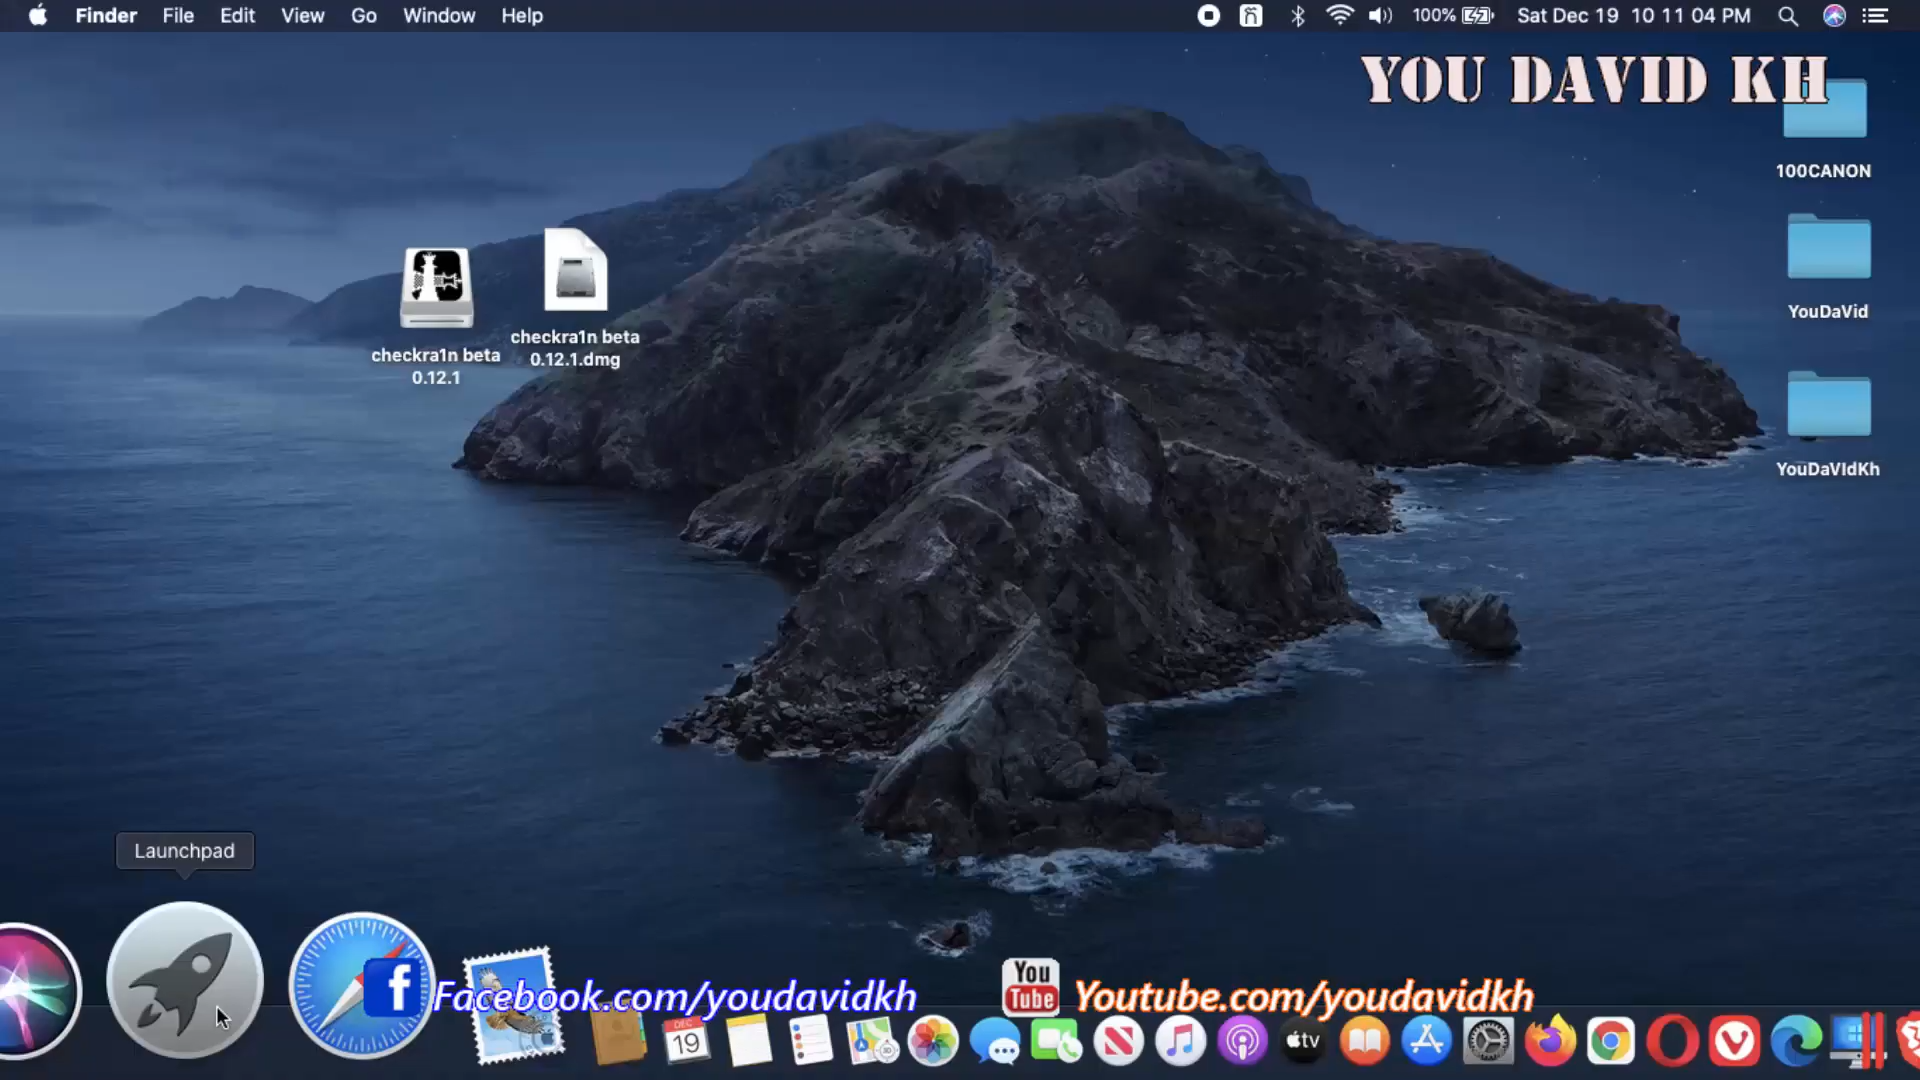 Finder File Edit View Go Window Help
100% Sat Dec 19 10 11 04 PM
YOU DAVID KH
100CANON
YouDaVid
YouDaVIdKh
checkra1n beta
0.12.1
checkra1n beta
0.12.1.dmg
Launchpad
f Facebook.com/youdavidkh
You
Tube
Youtube.com/youdavidkh
DEC
19
tv